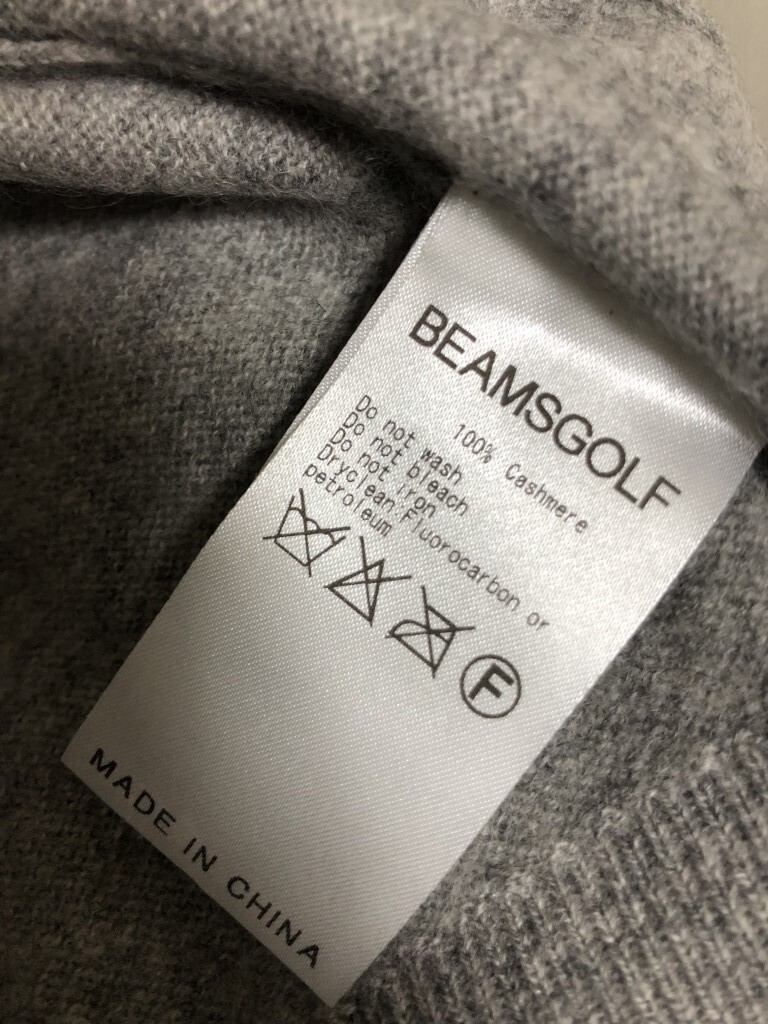 BEAMSGOLF
100% Cashmere
Do not wash
Do not bleach
Do not iron
Dryclean Fluorocarbon or
petroleum
F
MADE IN CHINA